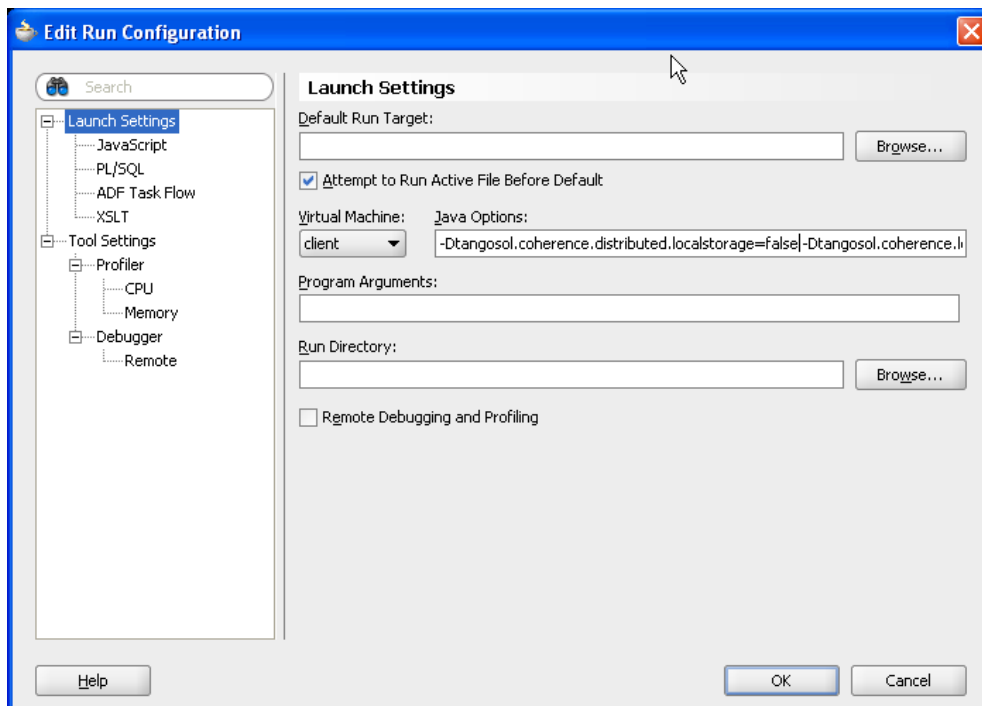 Edit Run Configuration
Search
Launch Settings
JavaScript
PL/SQL
ADF Task Flow
XSLT
Tool Settings
Profiler
CPU
Memory
Debugger
Remote
Launch Settings
Default Run Target:
Browse...
Attempt to Run Active File Before Default
Virtual Machine: Java Options:
client -Dtangosol.coherence.distributed.localstorage=false -Dtangosol.coherence.l
Program Arguments:
Run Directory:
Browse...
Remote Debugging and Profiling
Help OK Cancel